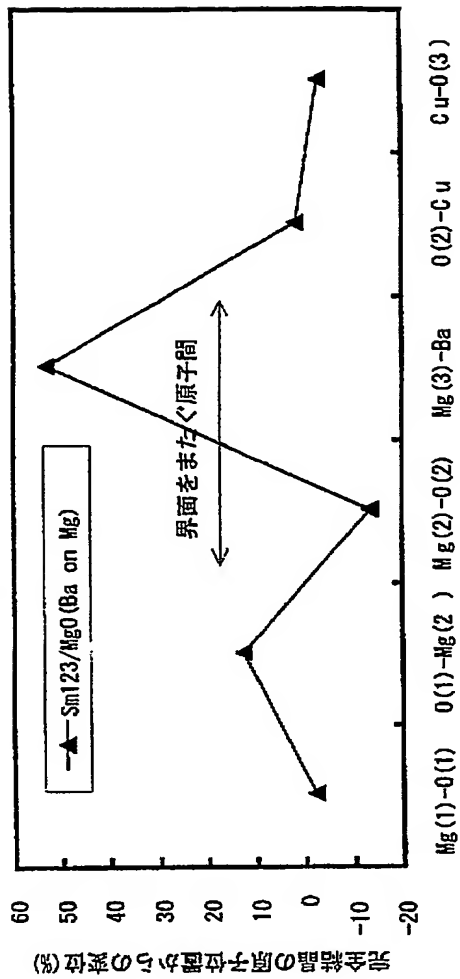 完全結晶の原子位置からの変位(%)
60
50
40
30
20
10
0
-10
-20
Sm123/MgO(Ba on Mg)
界面をまたぐ原子間
Mg(1)-O(1)
O(1)-Mg(2 )
Mg(2)-O(2)
Mg(3)-Ba
O(2)-Cu
Cu-O(3)